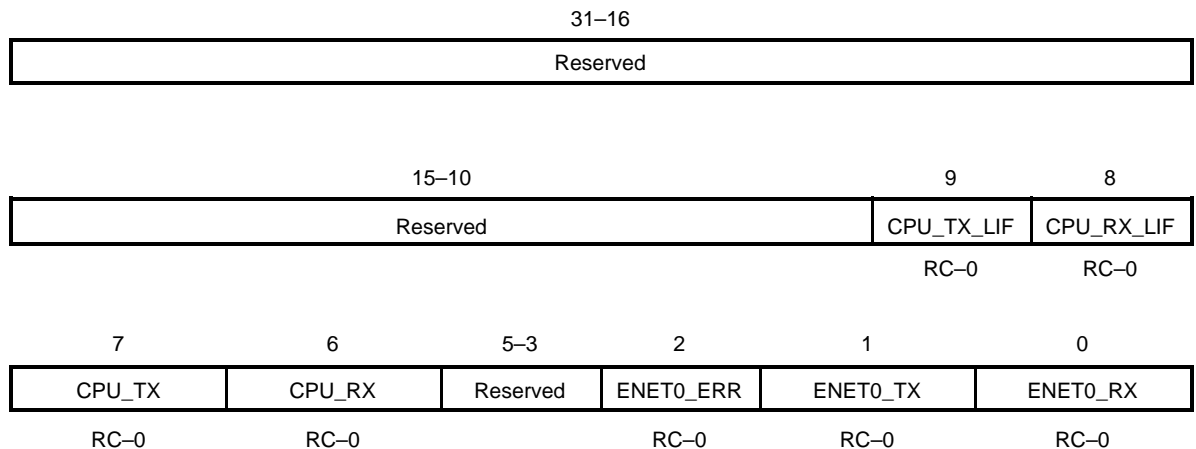 31–16
Reserved
15–10 9 8
Reserved CPU_TX_LIF CPU_RX_LIF
RC–0 RC–0
7 6 5–3 2 1 0
CPU_TX CPU_RX Reserved ENET0_ERR ENET0_TX ENET0_RX
RC–0 RC–0 RC–0 RC–0 RC–0